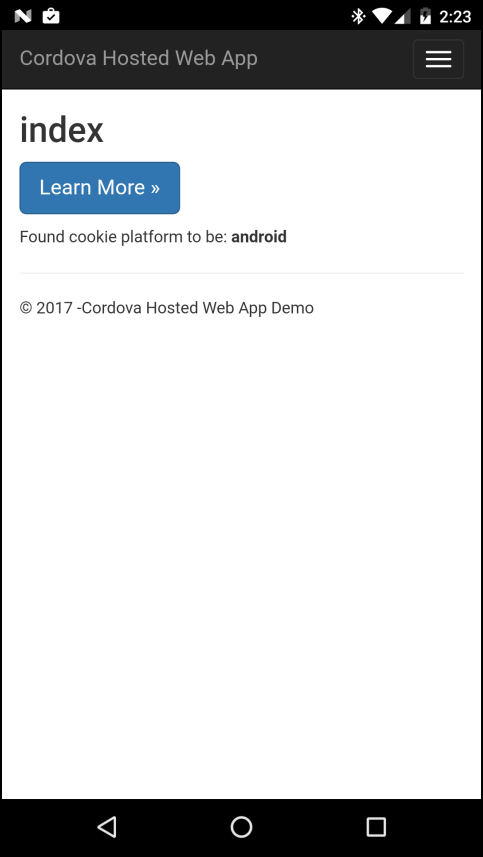 2:23
Cordova Hosted Web App
index
Learn More »
Found cookie platform to be: android
© 2017 -Cordova Hosted Web App Demo